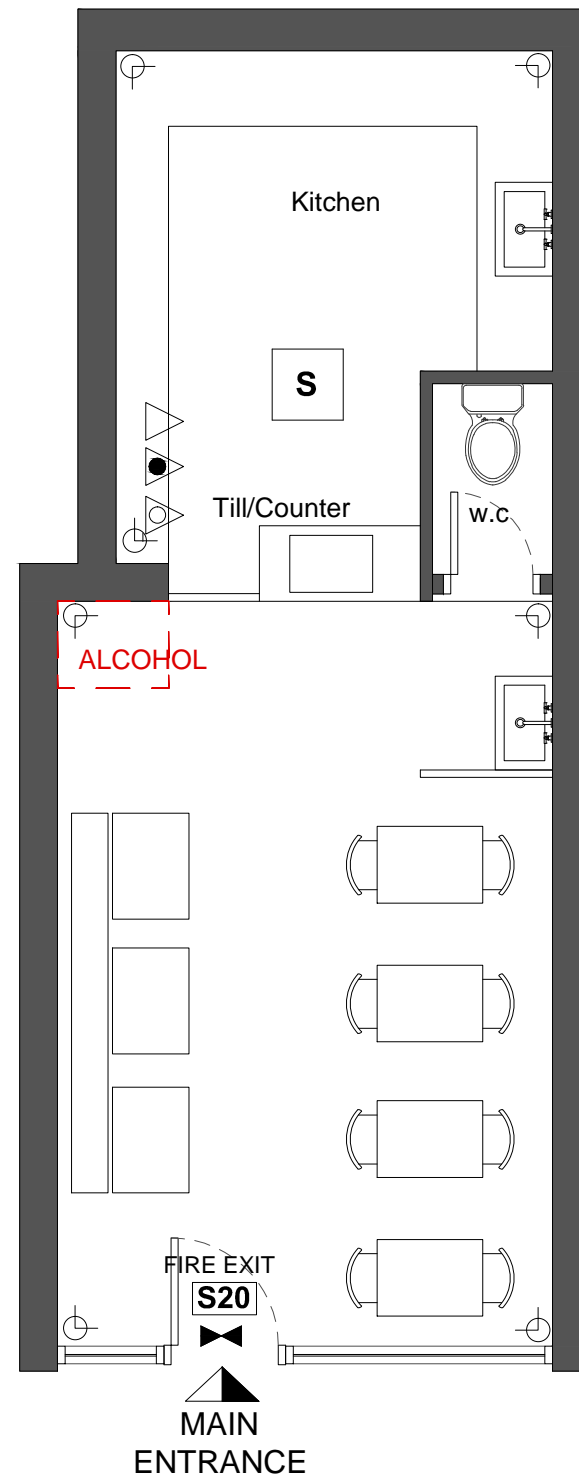 Kitchen
S
Till/Counter
w.c
ALCOHOL
FIRE EXIT
S20
MAIN
ENTRANCE